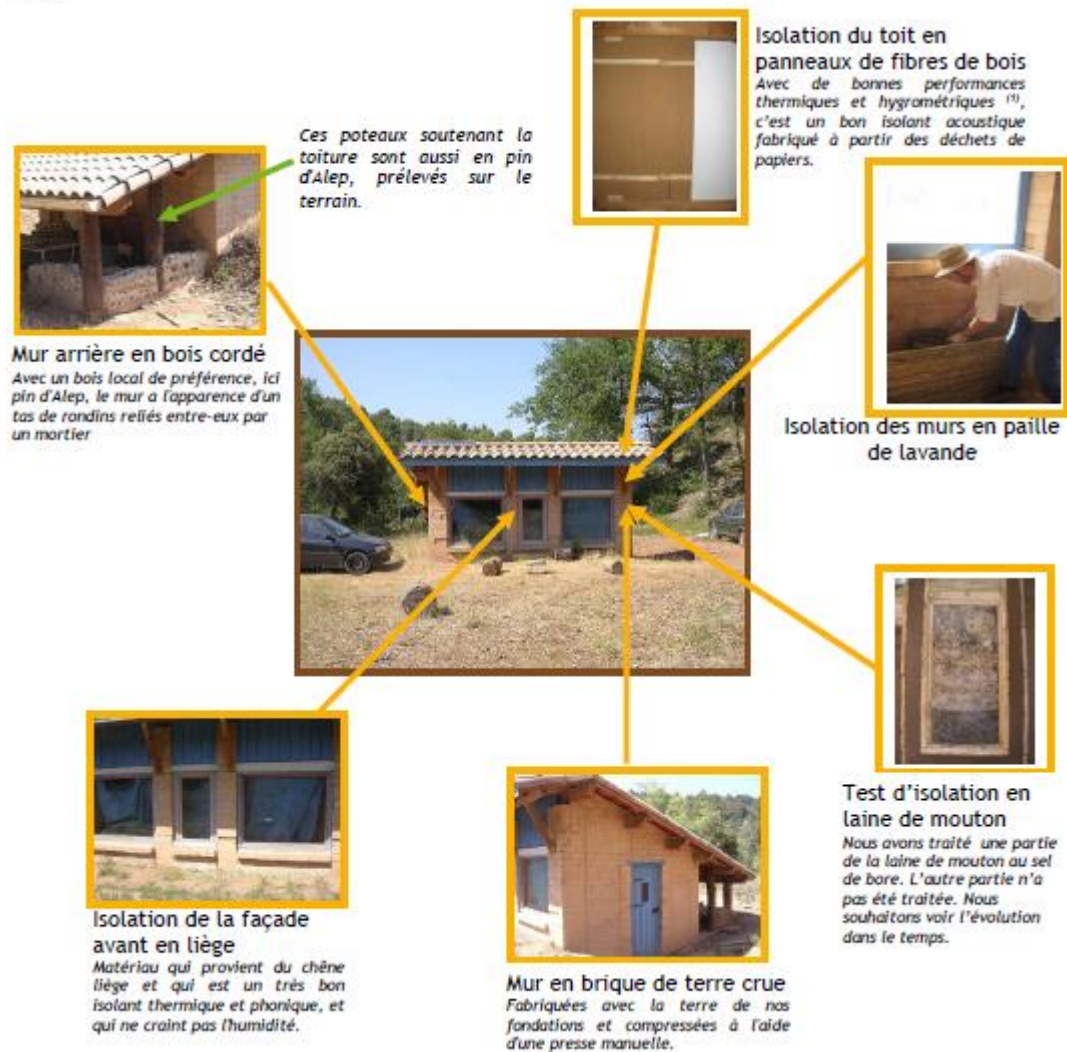 Isolation du toit en
panneaux de fibres de bois
Avec de bonnes performances
thermiques et hygrométriques (1),
c'est un bon isolant acoustique
fabriqué à partir des déchets de
papiers.
Ces poteaux soutenant la
toiture sont aussi en pin
d'Alep, prélevés sur le
terrain.
Mur arrière en bois cordé
Avec un bois local de préférence, ici
pin d'Alep, le mur a l'apparence d'un
tas de rondins reliés entre-eux par
un mortier
Isolation des murs en paille
de lavande
Test d'isolation en
laine de mouton
Nous avons traité une partie
de la laine de mouton au sel
de bore. L'autre partie n'a
pas été traitée. Nous
souhaitons voir l'évolution
dans le temps.
Isolation de la façade
avant en liège
Matériau qui provient du chêne
liège et qui est un très bon
isolant thermique et phonique, et
qui ne craint pas l'humidité.
Mur en brique de terre crue
Fabriquées avec la terre de nos
fondations et compressées à l'aide
d'une presse manuelle.